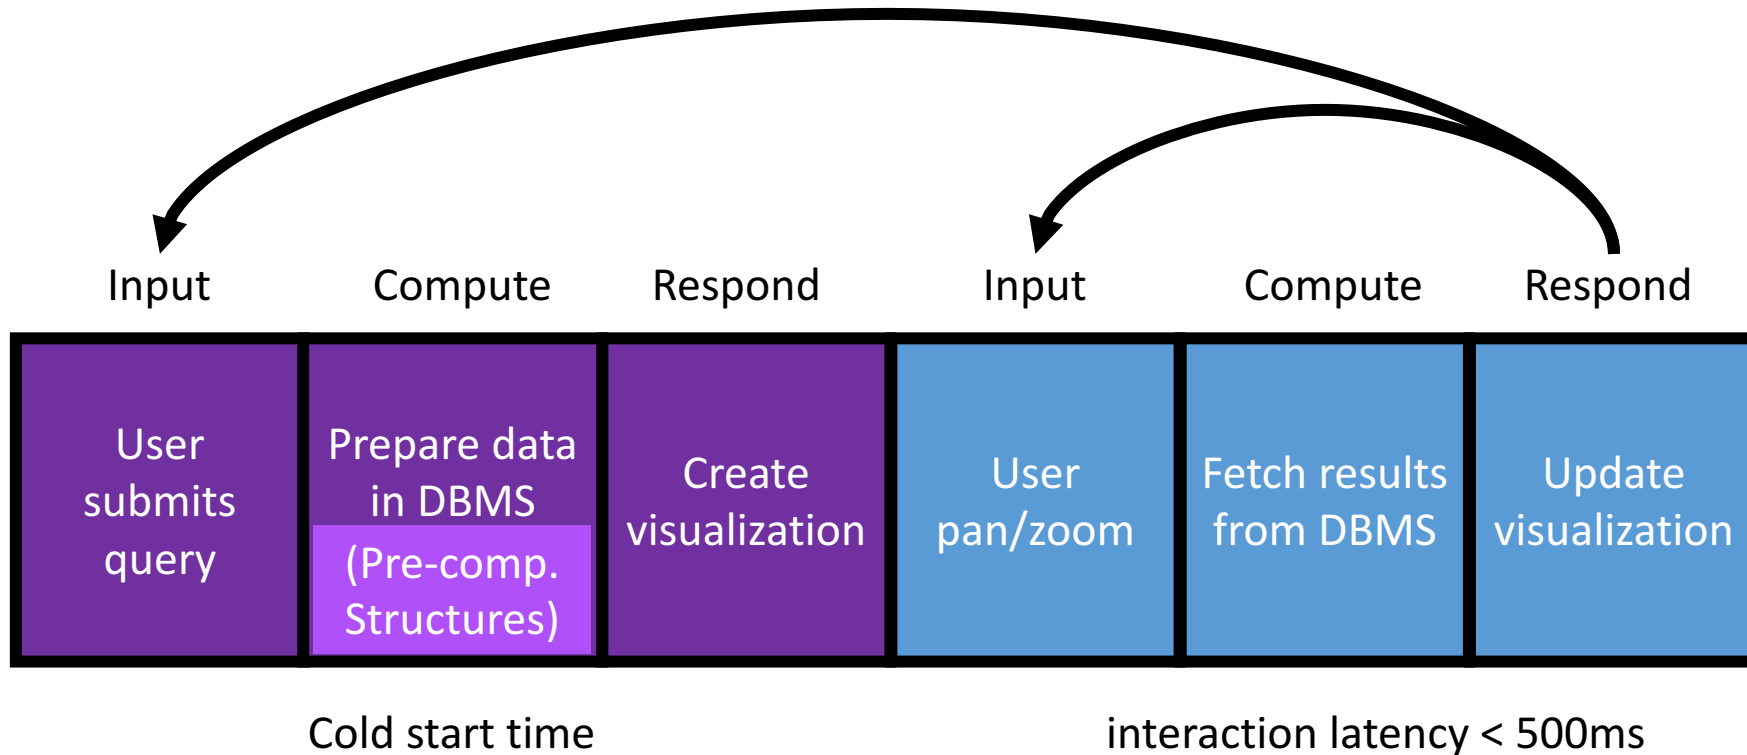 Input
Compute
Respond
Input
Compute
Respond
User
submits
query
Prepare data
in DBMS
(Pre-comp.
Structures)
Create
visualization
User
pan/zoom
Fetch results
from DBMS
Update
visualization
Cold start time
interaction latency < 500ms